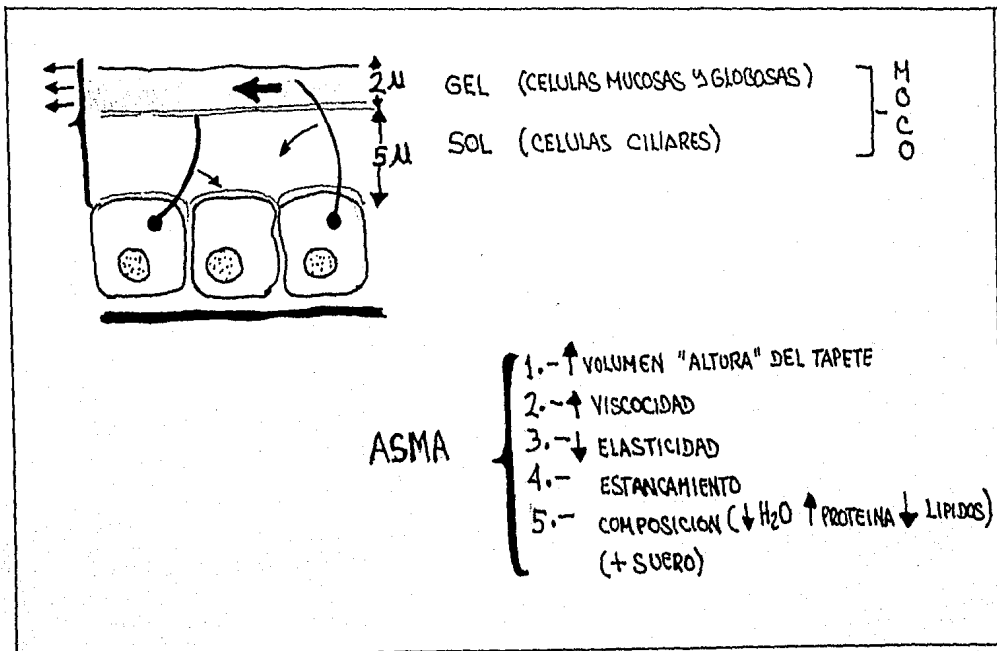 2µ GEL (CELULAS MUCOSAS Y GLOBOSAS)
5µ SOL (CELULAS CILIARES)
MOCO
ASMA
1.-↑ VOLUMEN "ALTURA" DEL TAPETE
2.-↑ VISCOCIDAD
3.-↓ ELASTICIDAD
4.- ESTANCAMIENTO
5.- COMPOSICION (↓H₂O ↑PROTEINA ↓ LIPIDOS)
(+ SUERO)